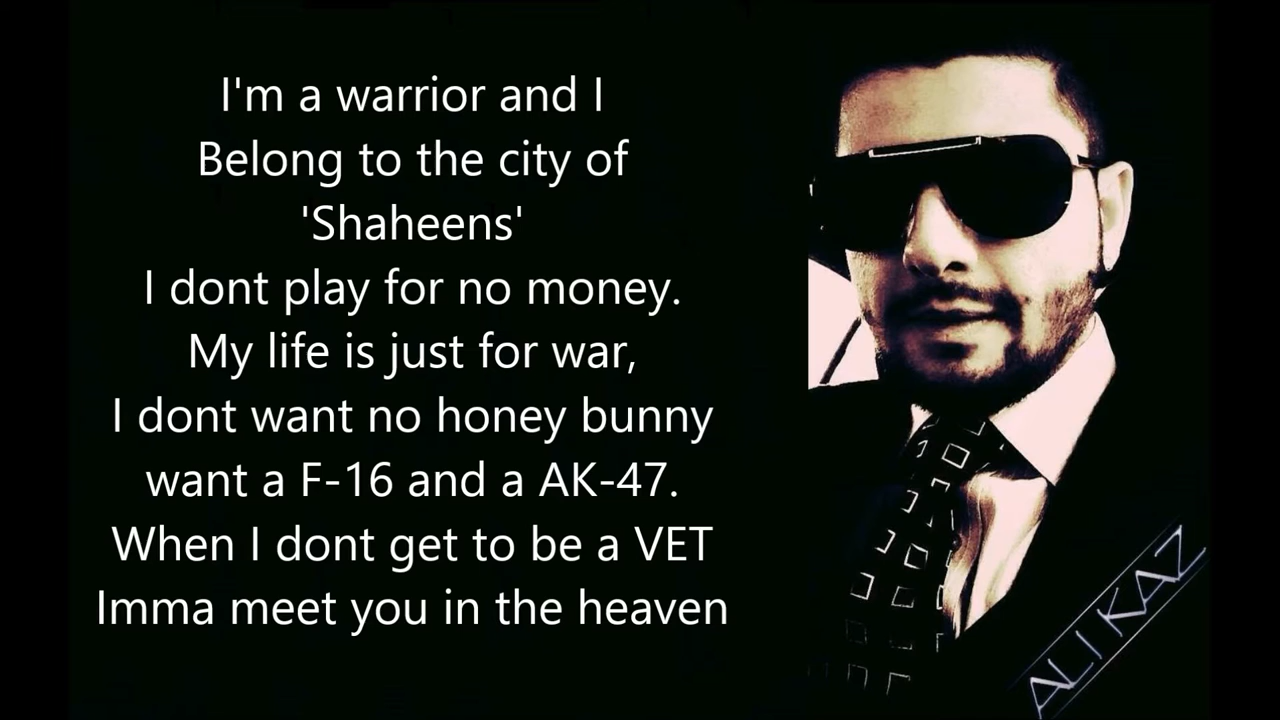 I'm a warrior and I
Belong to the city of
'Shaheens'
I dont play for no money.
My life is just for war,
I dont want no honey bunny
want a F-16 and a AK-47.
When I dont get to be a VET
Imma meet you in the heaven
ALI KAZ